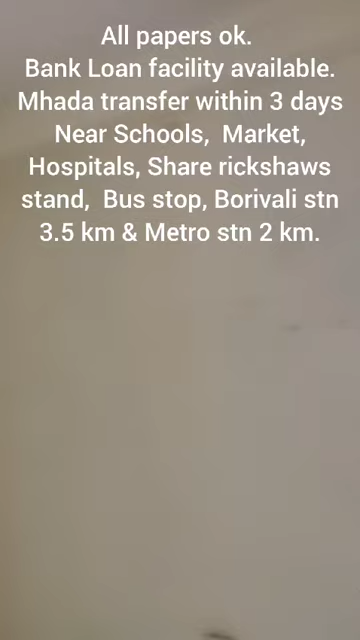 All papers ok.
Bank Loan facility available.
Mhada transfer within 3 days
Near Schools, Market,
Hospitals, Share rickshaws
stand, Bus stop, Borivali stn
3.5 km & Metro stn 2 km.